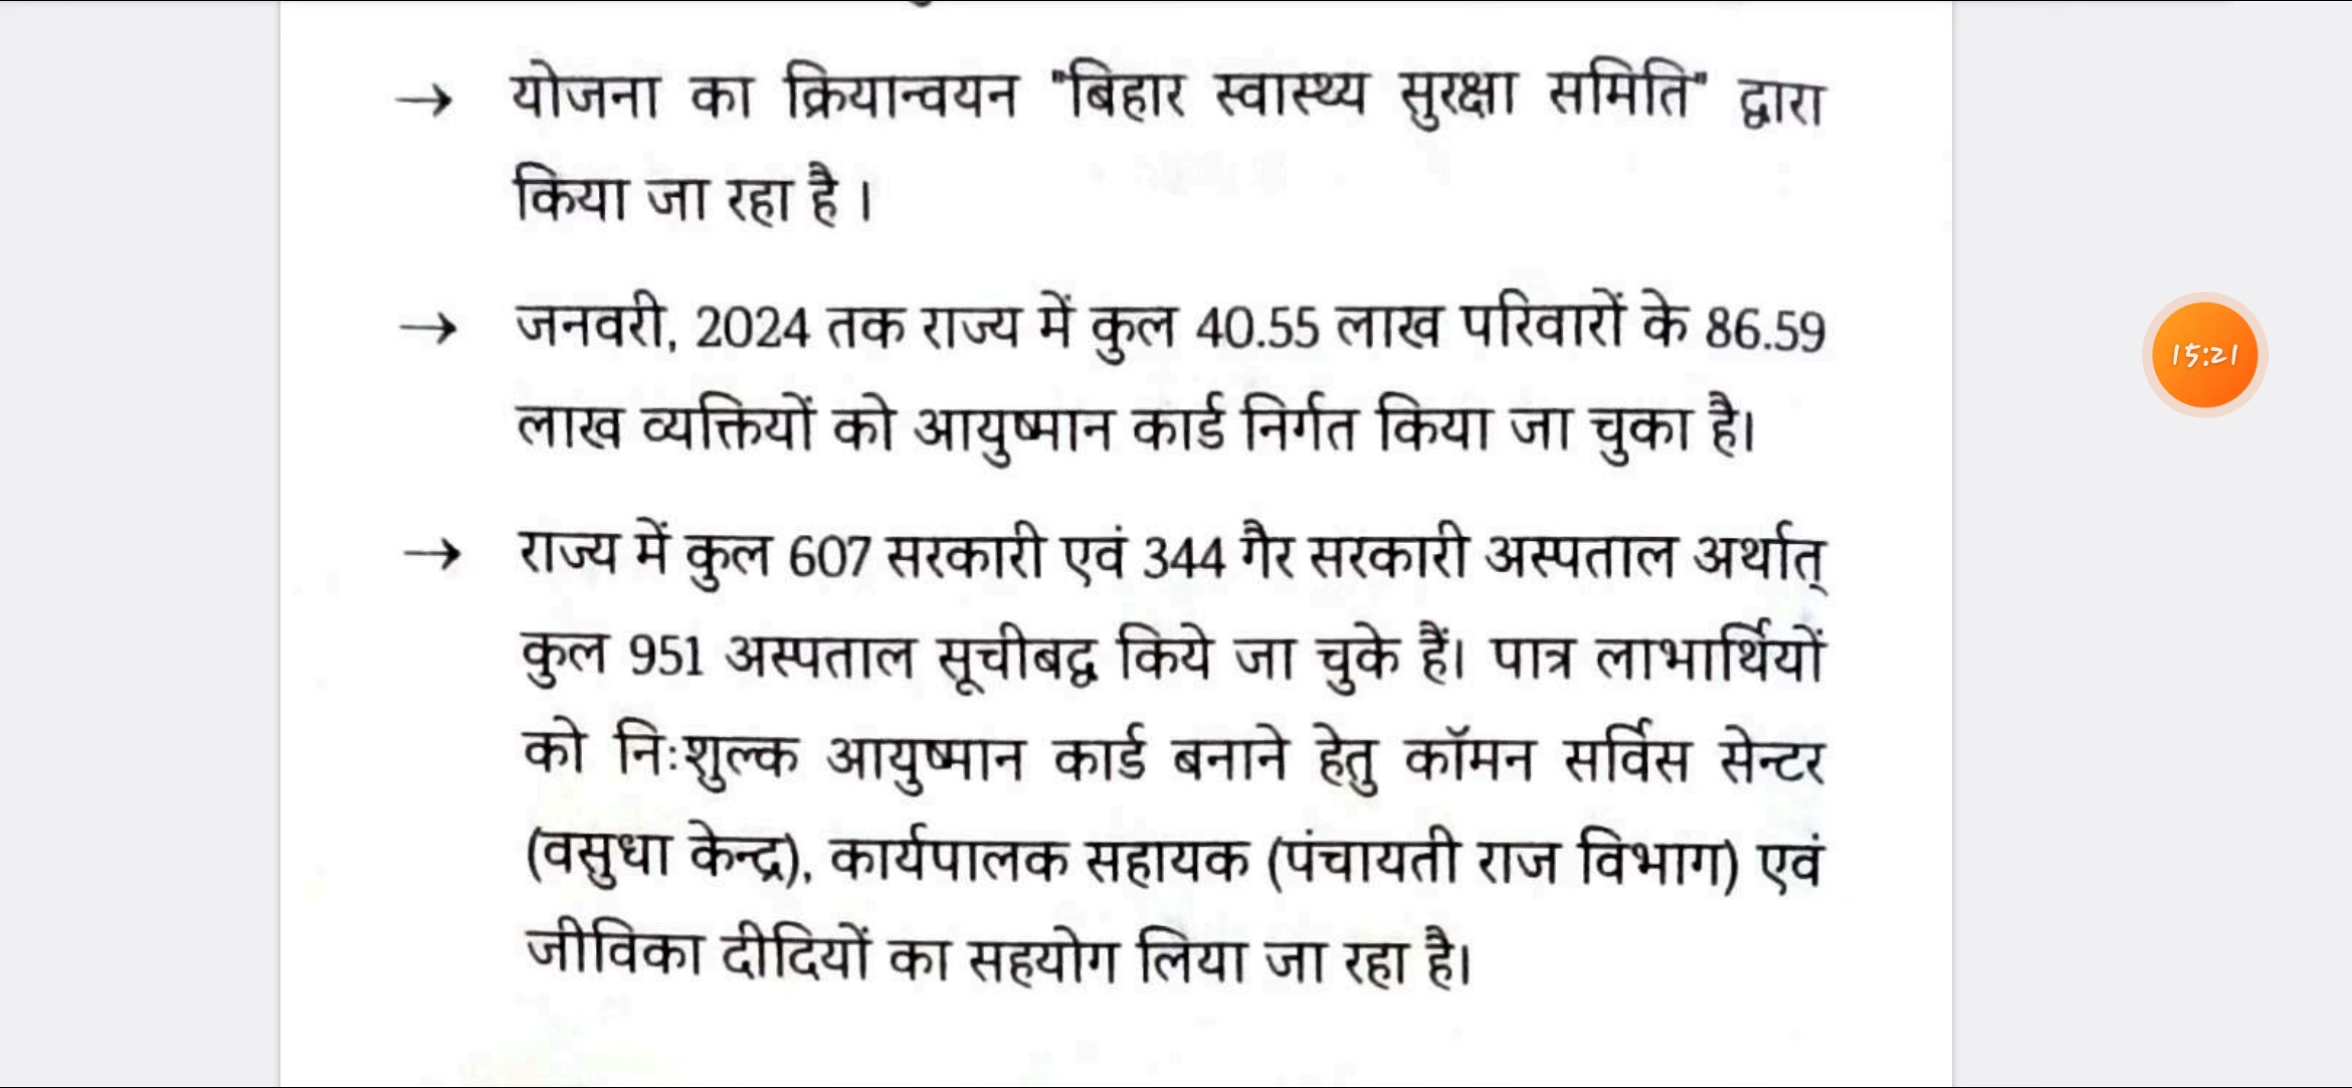 → योजना का क्रियान्वयन "बिहार स्वास्थ्य सुरक्षा समिति" द्वारा
किया जा रहा है ।
→ जनवरी, 2024 तक राज्य में कुल 40.55 लाख परिवारों के 86.59
लाख व्यक्तियों को आयुष्मान कार्ड निर्गत किया जा चुका है।
→ राज्य में कुल 607 सरकारी एवं 344 गैर सरकारी अस्पताल अर्थात्
कुल 951 अस्पताल सूचीबद्ध किये जा चुके हैं। पात्र लाभार्थियों
को निःशुल्क आयुष्मान कार्ड बनाने हेतु कॉमन सर्विस सेन्टर
(वसुधा केन्द्र), कार्यपालक सहायक (पंचायती राज विभाग) एवं
जीविका दीदियों का सहयोग लिया जा रहा है।
15:21